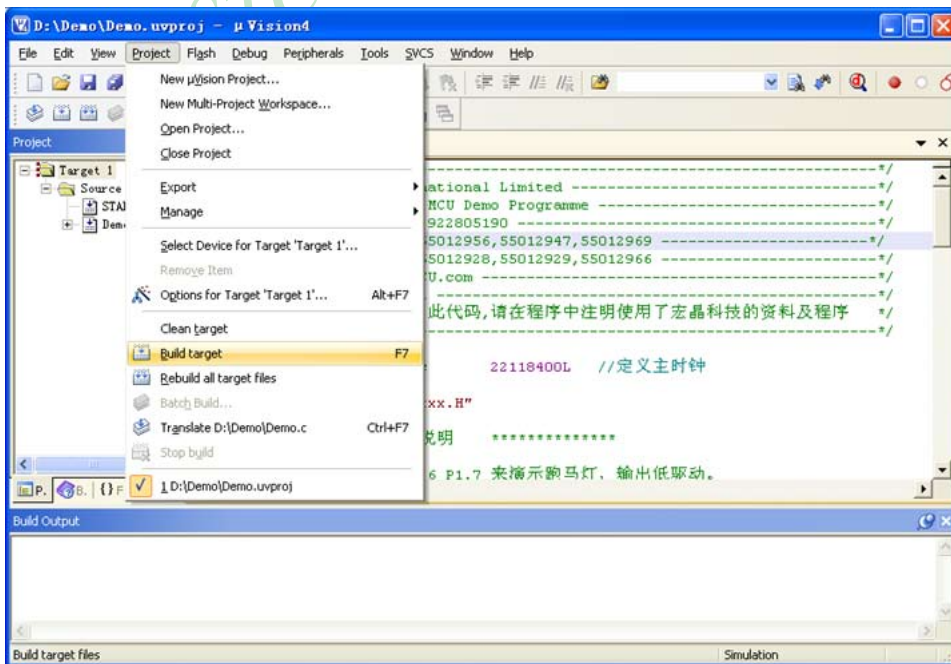 D:\Demo\Demo.uvproj - µVision4
File Edit View Project Flash Debug Peripherals Tools SVCS Window Help
Project
Target 1
Source
STA
Dem
New µVision Project...
New Multi-Project Workspace...
Open Project...
Close Project
Export
Manage
Select Device for Target 'Target 1'...
Remove Item
Options for Target 'Target 1'... Alt+F7
Clean target
Build target F7
Rebuild all target files
Batch Build...
Translate D:\Demo\Demo.c Ctrl+F7
Stop build
1 D:\Demo\Demo.uvproj
------------------------------------------*/
ational Limited ---------------------------*/
MCU Demo Programme ------------------------*/
922805190 ---------------------------------*/
55012956,55012947,55012969 ------------------*/
55012928,55012929,55012966 ------------------*/
U.com -------------------------------------*/
------------------------------------------*/
此代码,请在程序中注明使用了宏晶科技的资料及程序 */
------------------------------------------*/
22118400L //定义主时钟
xx.H"
说明 **************
6 P1.7 来演示跑马灯, 输出低驱动。
P. B. {} F
Build Output
Build target files Simulation